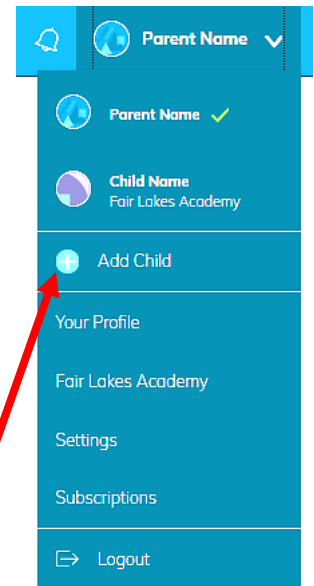 Parent Name
Parent Name
Child Name
Fair Lakes Academy
Add Child
Your Profile
Fair Lakes Academy
Settings
Subscriptions
Logout